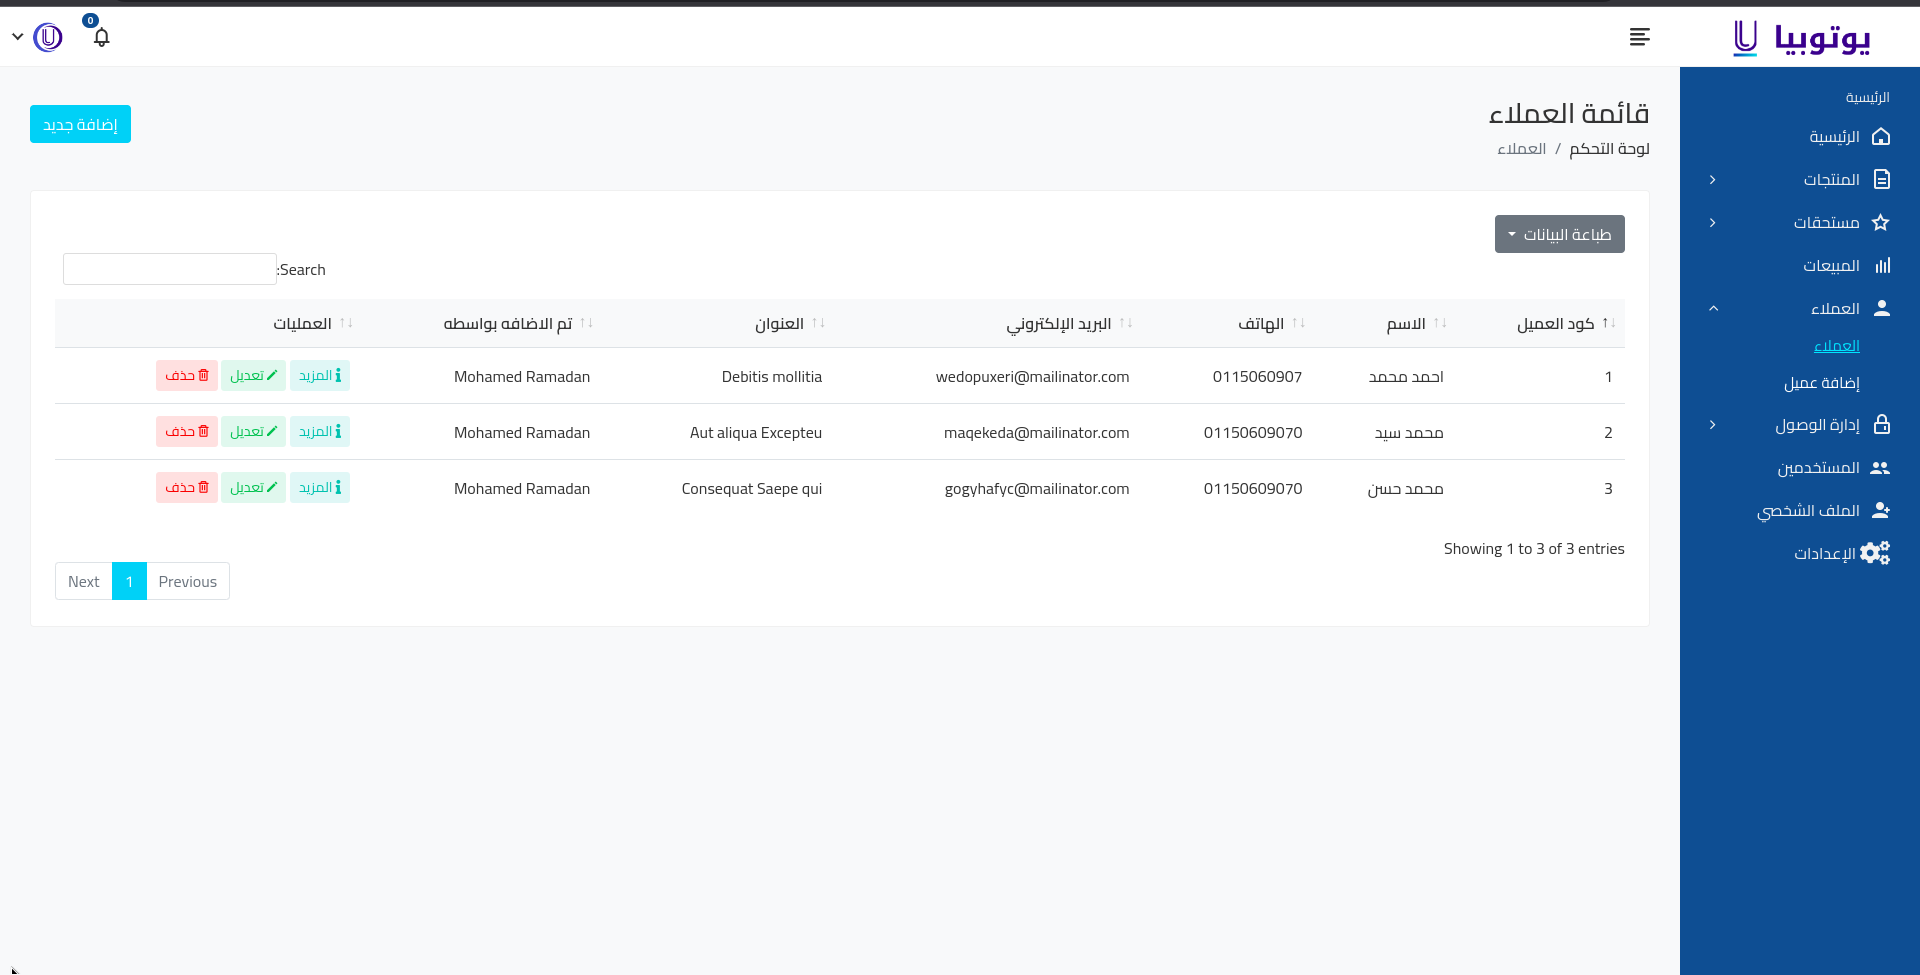 يوتوبيا
0
الرئيسية
الرئيسية
المنتجات
مستحقات
المبيعات
العملاء
العملاء
إضافة عميل
إدارة الوصول
المستخدمين
الملف الشخصي
الإعدادات
قائمة العملاء
لوحة التحكم / العملاء
إضافة جديد
طباعة البيانات
Search:
كود العميل الاسم الهاتف البريد الإلكتروني العنوان تم الاضافه بواسطه العمليات
1 احمد محمد 0115060907 wedopuxeri@mailinator.com Debitis mollitia Mohamed Ramadan المزيد تعديل حذف
2 محمد سيد 01150609070 maqekeda@mailinator.com Aut aliqua Excepteu Mohamed Ramadan المزيد تعديل حذف
3 محمد حسن 01150609070 gogyhafyc@mailinator.com Consequat Saepe qui Mohamed Ramadan المزيد تعديل حذف
Showing 1 to 3 of 3 entries
Previous 1 Next